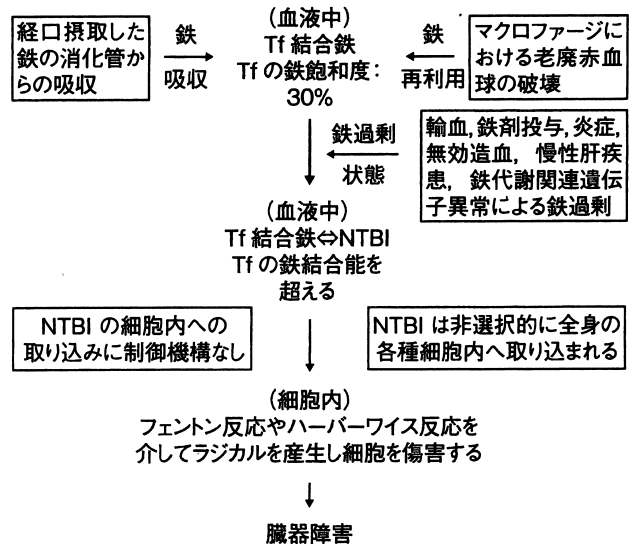 経口摂取した
鉄の消化管か
らの吸収
鉄
吸収
(血液中)
Tf 結合鉄
Tf の鉄飽和度：
30%
鉄
再利用
マクロファージに
おける老廃赤血
球の破壊
鉄過剰
状態
輸血，鉄剤投与，炎症，
無効造血， 慢性肝疾
患， 鉄代謝関連遺伝
子異常による鉄過剰
(血液中)
Tf 結合鉄⇔NTBI
Tf の鉄結合能を
超える
NTBI の細胞内への
取り込みに制御機構なし
NTBI は非選択的に全身の
各種細胞内へ取り込まれる
(細胞内)
フェントン反応やハーバーワイス反応を
介してラジカルを産生し細胞を傷害する
臓器障害